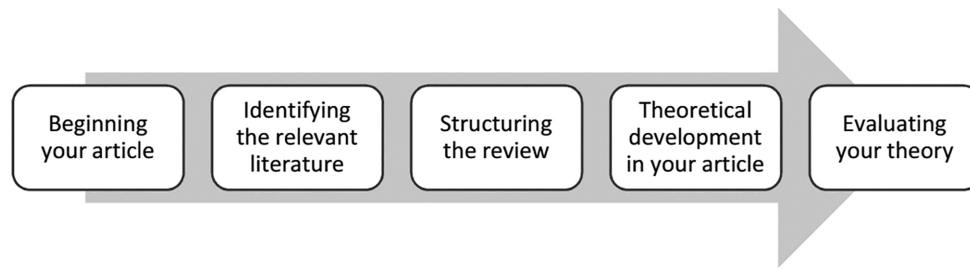 Beginning
your article
Identifying
the relevant
literature
Structuring
the review
Theoretical
development
in your article
Evaluating
your theory